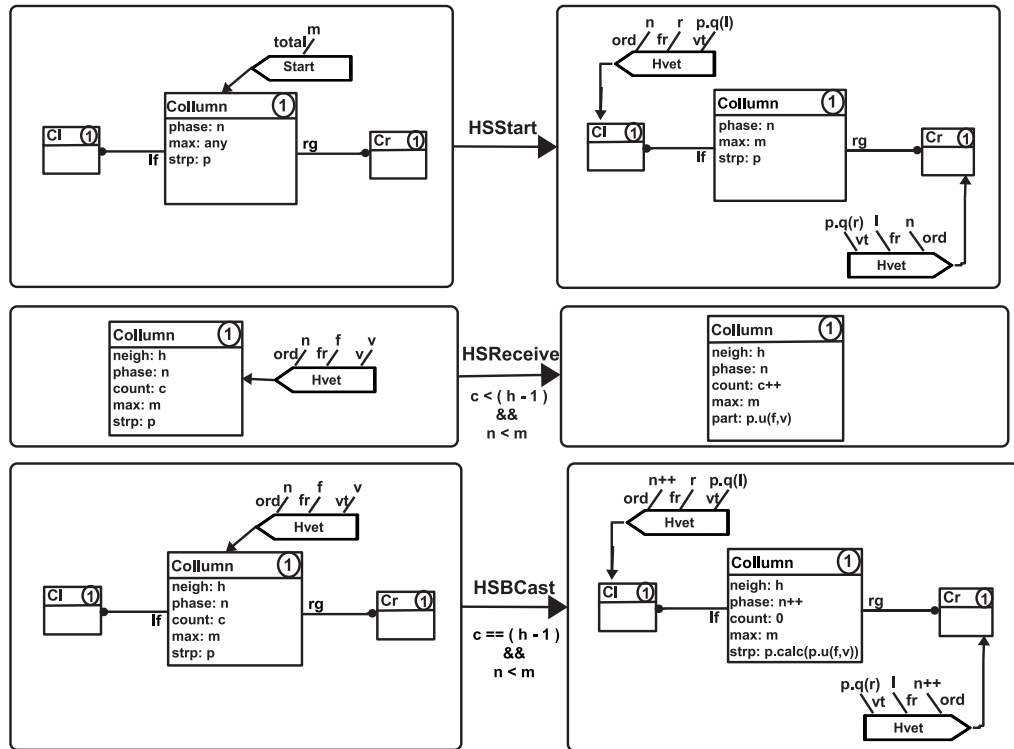 m
total
Start
Collumn 1
phase: n
max: any
strp: p
Cl 1
lf
rg
Cr 1
HSStart
n r p.q(l)
ord fr vt
Hvet
Cl 1
Collumn 1
phase: n
max: m
strp: p
lf
rg
Cr 1
p.q(r) l n
vt fr ord
Hvet
Column 1
neigh: h
phase: n
count: c
max: m
strp: p
n f v
ord fr v
Hvet
HSReceive
c < ( h - 1 )
&&
n < m
Column 1
neigh: h
phase: n
count: c++
max: m
part: p.u(f,v)
n f v
ord fr vt
Hvet
Column 1
neigh: h
phase: n
count: c
max: m
strp: p
Cl 1
lf
rg
Cr 1
HSBCast
c == ( h - 1 )
&&
n < m
n++ r p.q(l)
ord fr vt
Hvet
Cl 1
Column 1
neigh: h
phase: n++
count: 0
max: m
strp: p.calc(p.u(f,v))
lf
rg
Cr 1
p.q(r) l n++
vt fr ord
Hvet